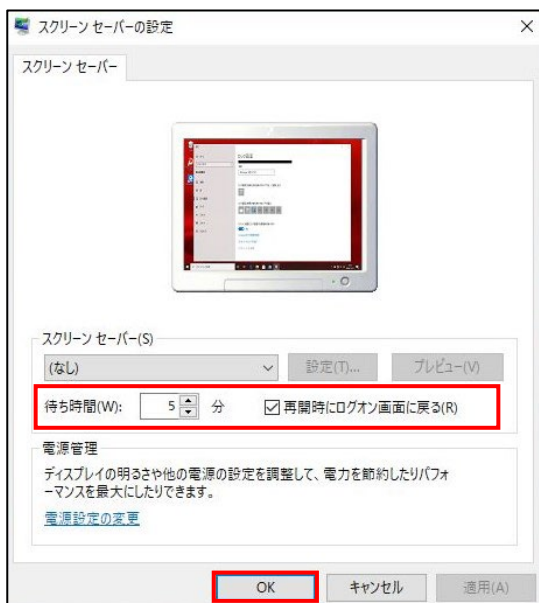 スクリーン セーバーの設定
スクリーン セーバー
スクリーン セーバー(S)
(なし)
設定(T)...
プレビュー(V)
待ち時間(W):
5
分
再開時にログオン画面に戻る(R)
電源管理
ディスプレイの明るさや他の電源の設定を調整して、電力を節約したりパフォ
ーマンスを最大にしたりできます。
電源設定の変更
OK
キャンセル
適用(A)